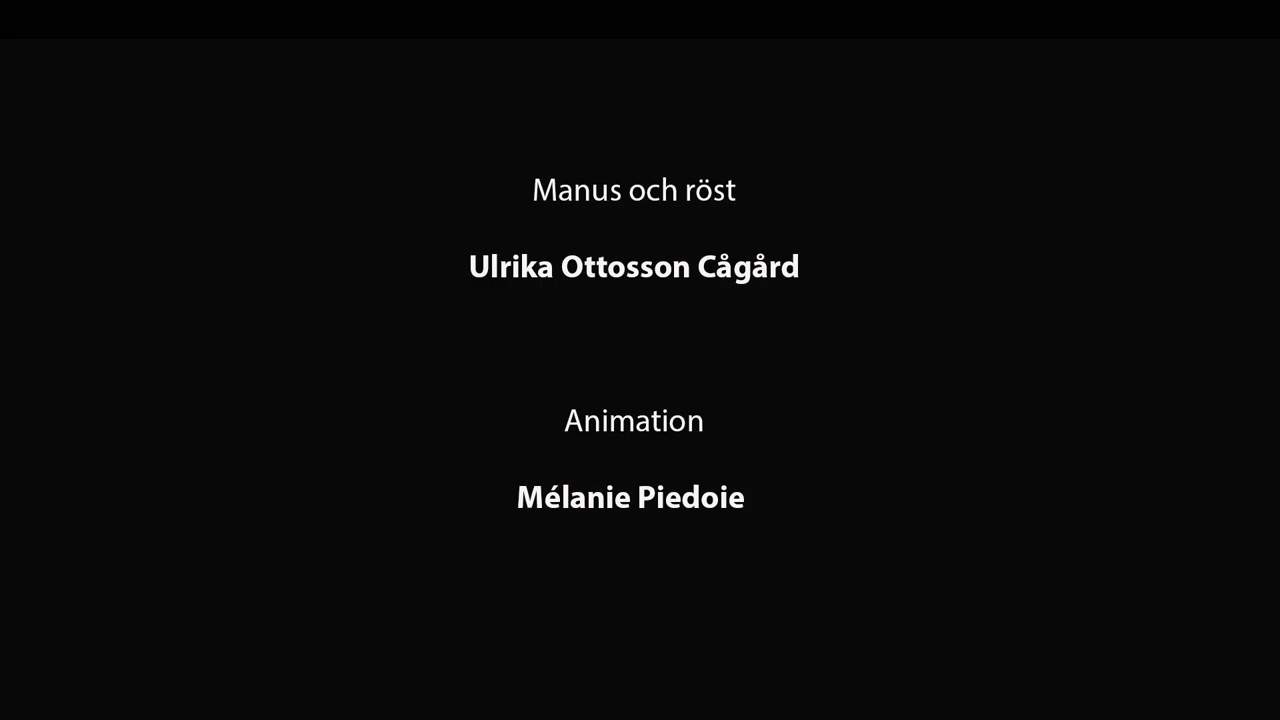 Manus och röst
Ulrika Ottosson Cågård
Animation
Mélanie Piedoie